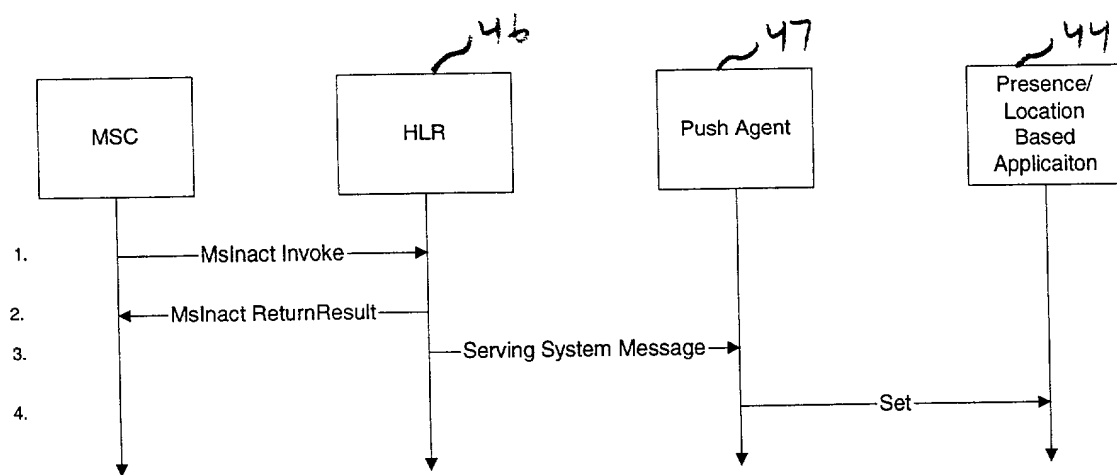 46
47
44
MSC
HLR
Push Agent
Presence/
Location
Based
Applicaiton
1.
MsInact Invoke
2.
MsInact ReturnResult
3.
Serving System Message
4.
Set